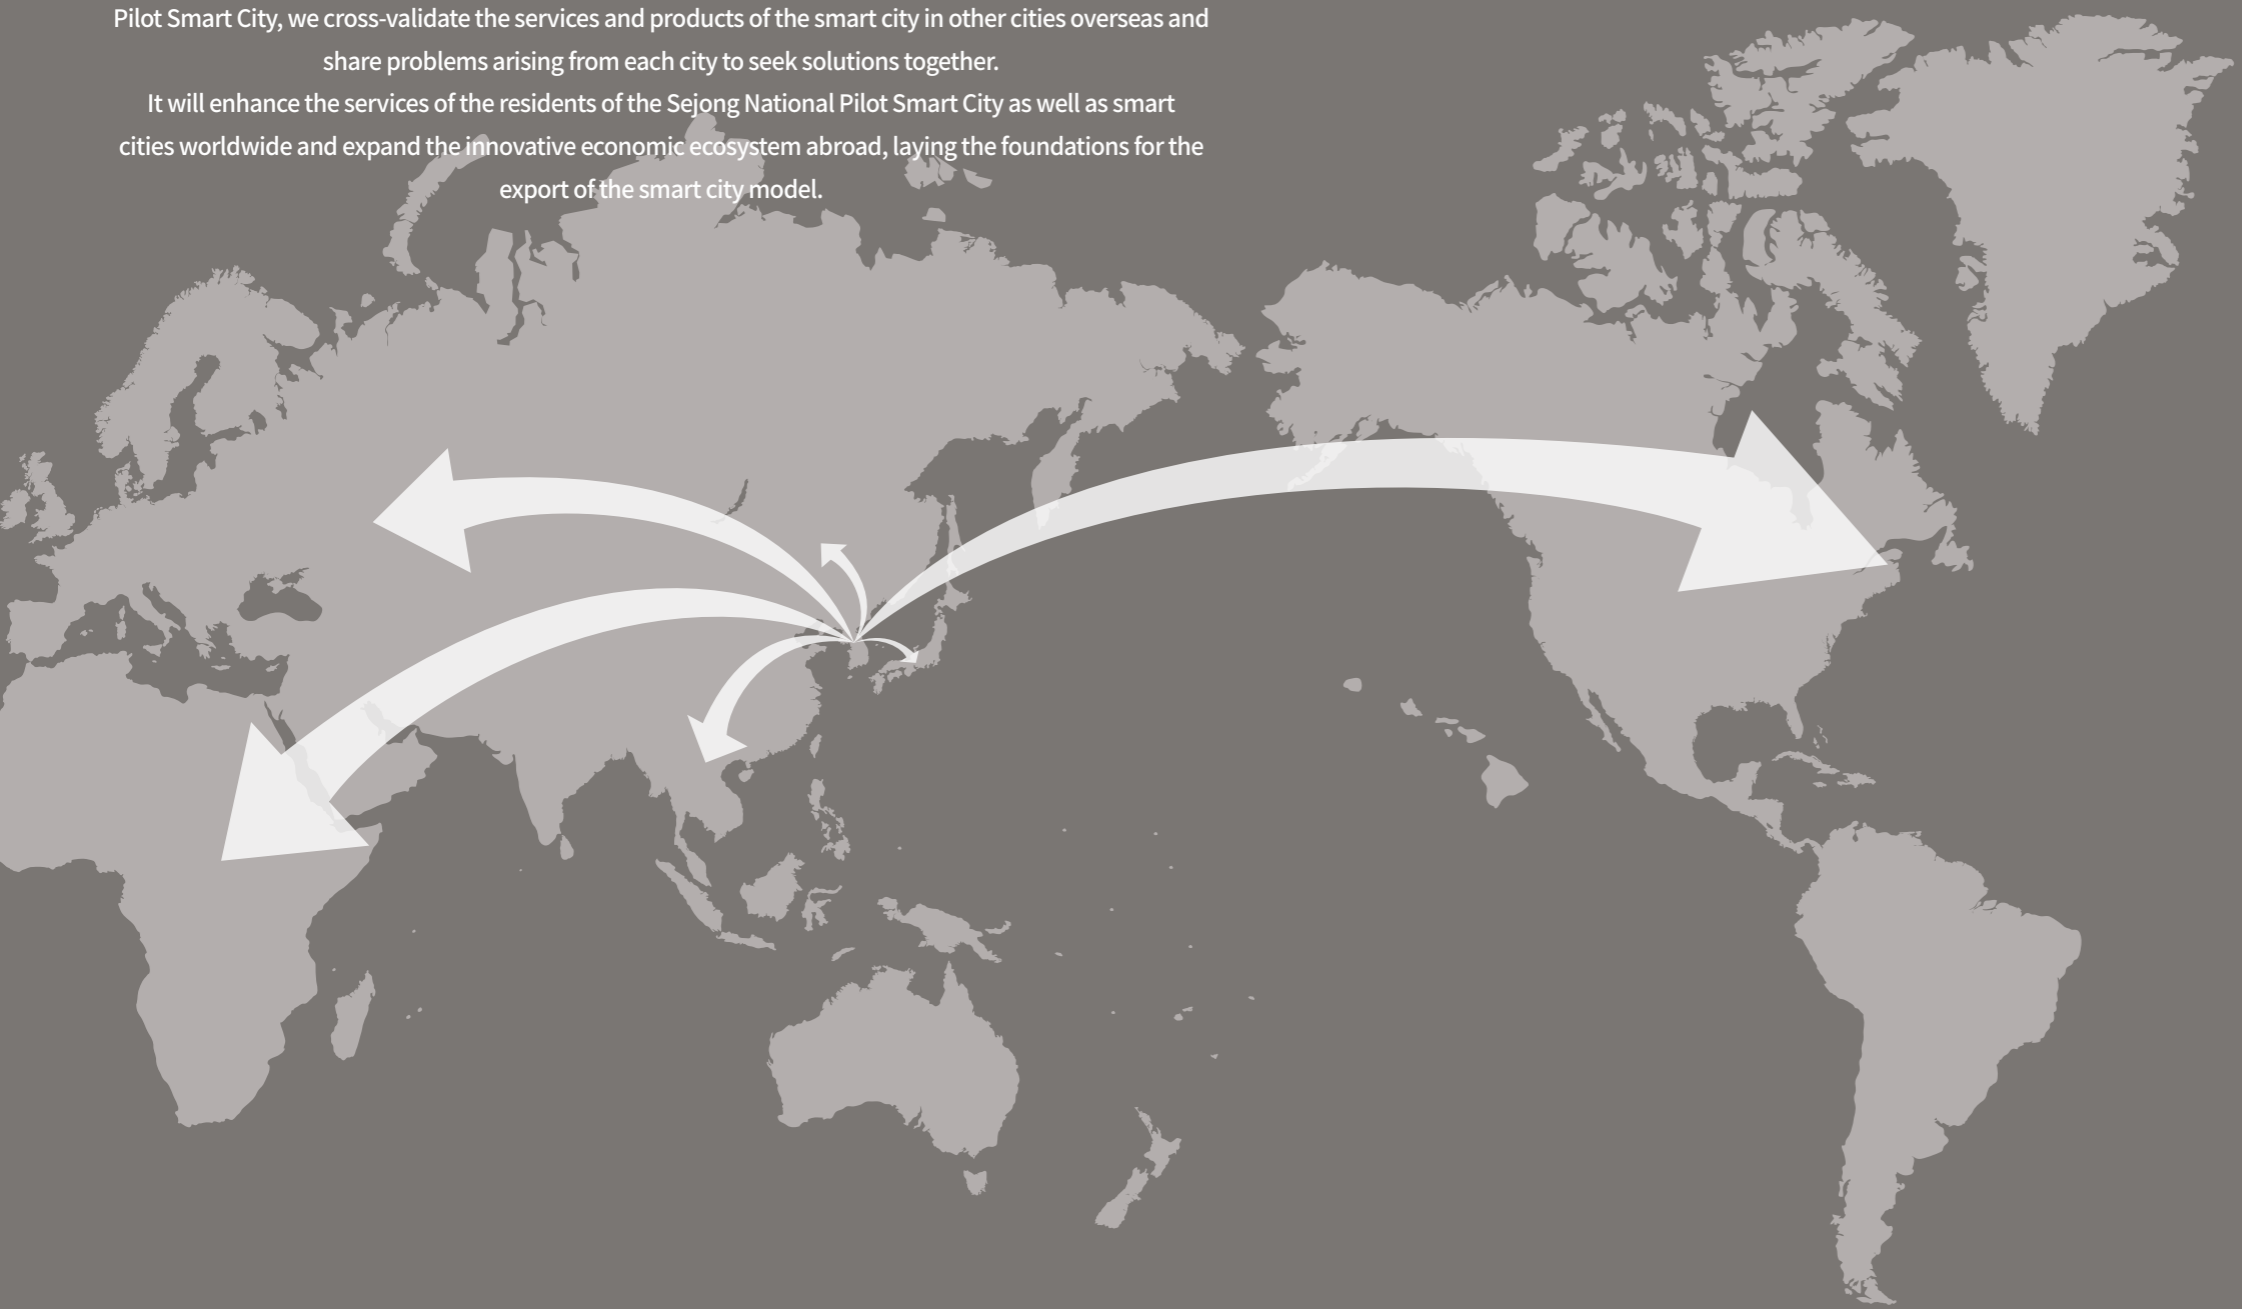 Pilot Smart City, we cross-validate the services and products of the smart city in other cities overseas and
share problems arising from each city to seek solutions together.
It will enhance the services of the residents of the Sejong National Pilot Smart City as well as smart
cities worldwide and expand the innovative economic ecosystem abroad, laying the foundations for the
export of the smart city model.